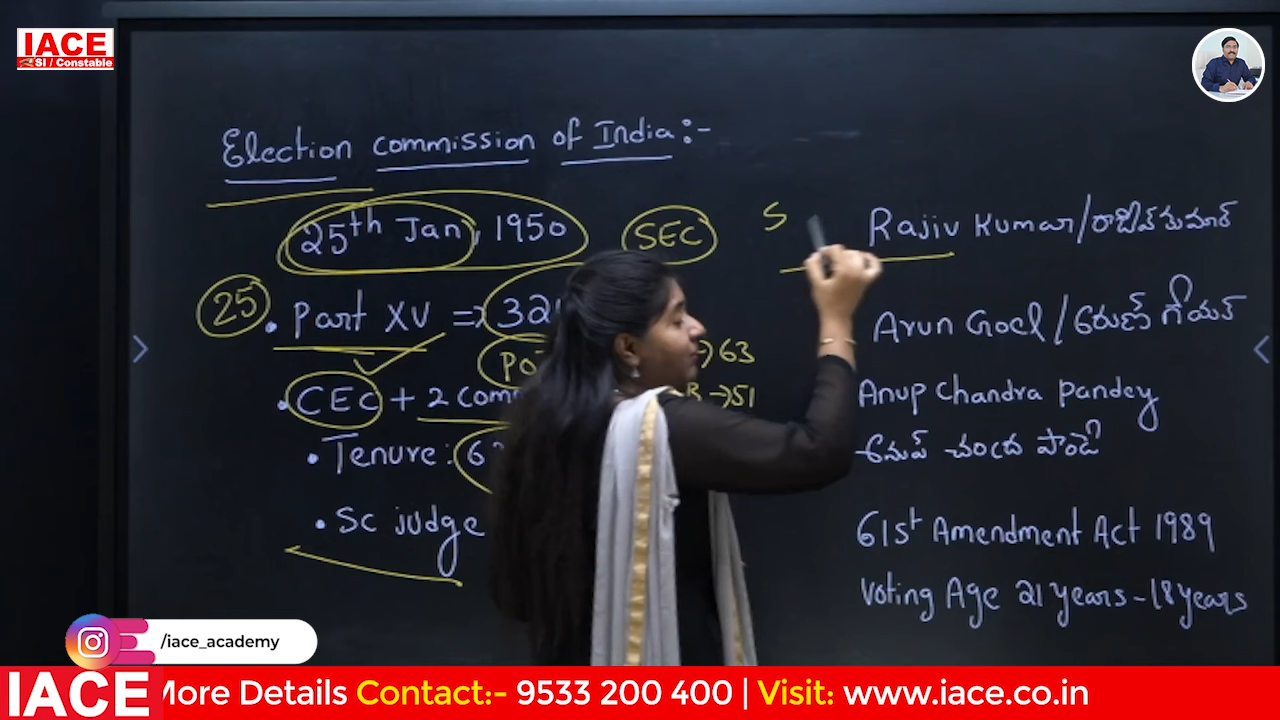 IACE
SI / Constable
Election commission of India:-
25th Jan, 1950
SEC
S
Rajiv Kumar/రాజీవ్ కుమార్
25
Part XV => 32
Arun Goel/అరుణ్ గోయల్
->63
CEC + 2 com
->51
Anup Chandra pandey
అనుప్ చంద్ర పాండే
Tenure: 6
SC judge
61st Amendment Act 1989
Voting Age 21 years - 18 years
/iace_academy
IACE
More Details Contact:- 9533 200 400 | Visit: www.iace.co.in